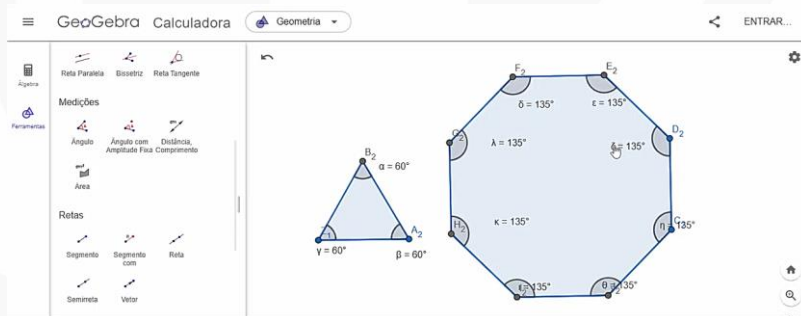 GeoGebra Calculadora Geometria ENTRAR...
Álgebra
Ferramentas
Reta Paralela Bissetriz Reta Tangente
Medições
Ângulo Ângulo com Amplitude Fixa Distância, Comprimento
Área
Retas
Segmento Segmento com Reta
Semirreta Vetor
B₂
α = 60°
A₂
γ = 60°
β = 60°
F₂ E₂
δ = 135° ε = 135°
D₂
G₂
λ = 135° = 135°
H₂ κ = 135° C₂
η = 135°
= 135° θ = 135°